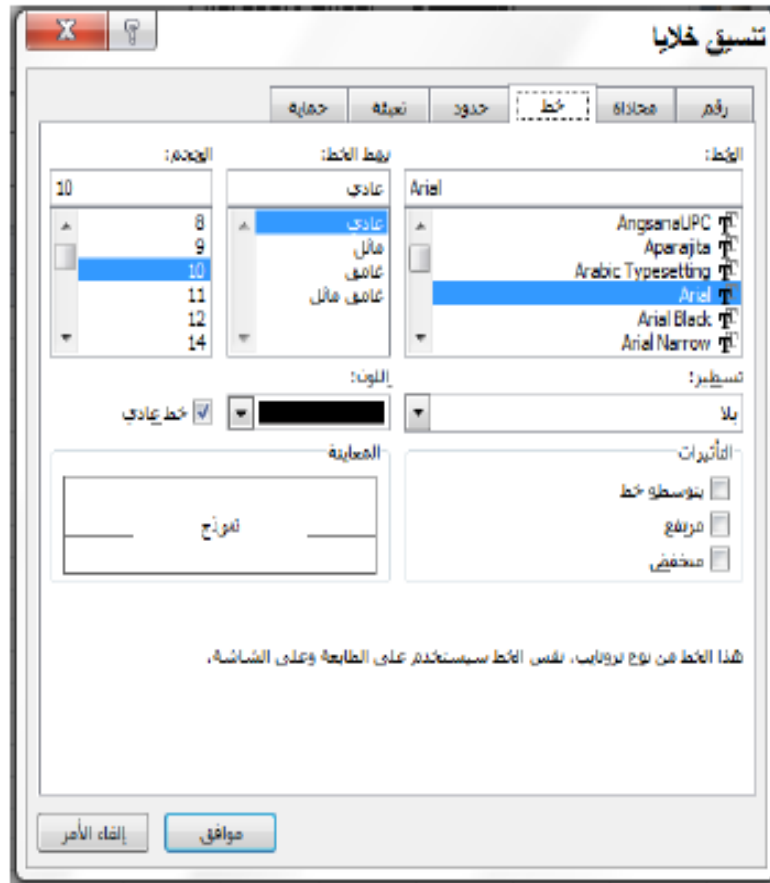 تنسيق خلايا
رقم محاذاة خط حدود تعبئة حماية
الخط: نمط الخط: الحجم:
Arial عادي 10
AngsanaUPC عادي 8
Aparajita مائل 9
Arabic Typesetting غامق 10
Arial غامق مائل 11
Arial Black 12
Arial Narrow 14
تسطير: اللون:
بلا خط عادي
التأثيرات المعاينة
يتوسطه خط
مرتفع نموذج
منخفض
هذا الخط من نوع تروتايب، نفس الخط سيستخدم على الطابعة وعلى الشاشة.
موافق إلغاء الأمر